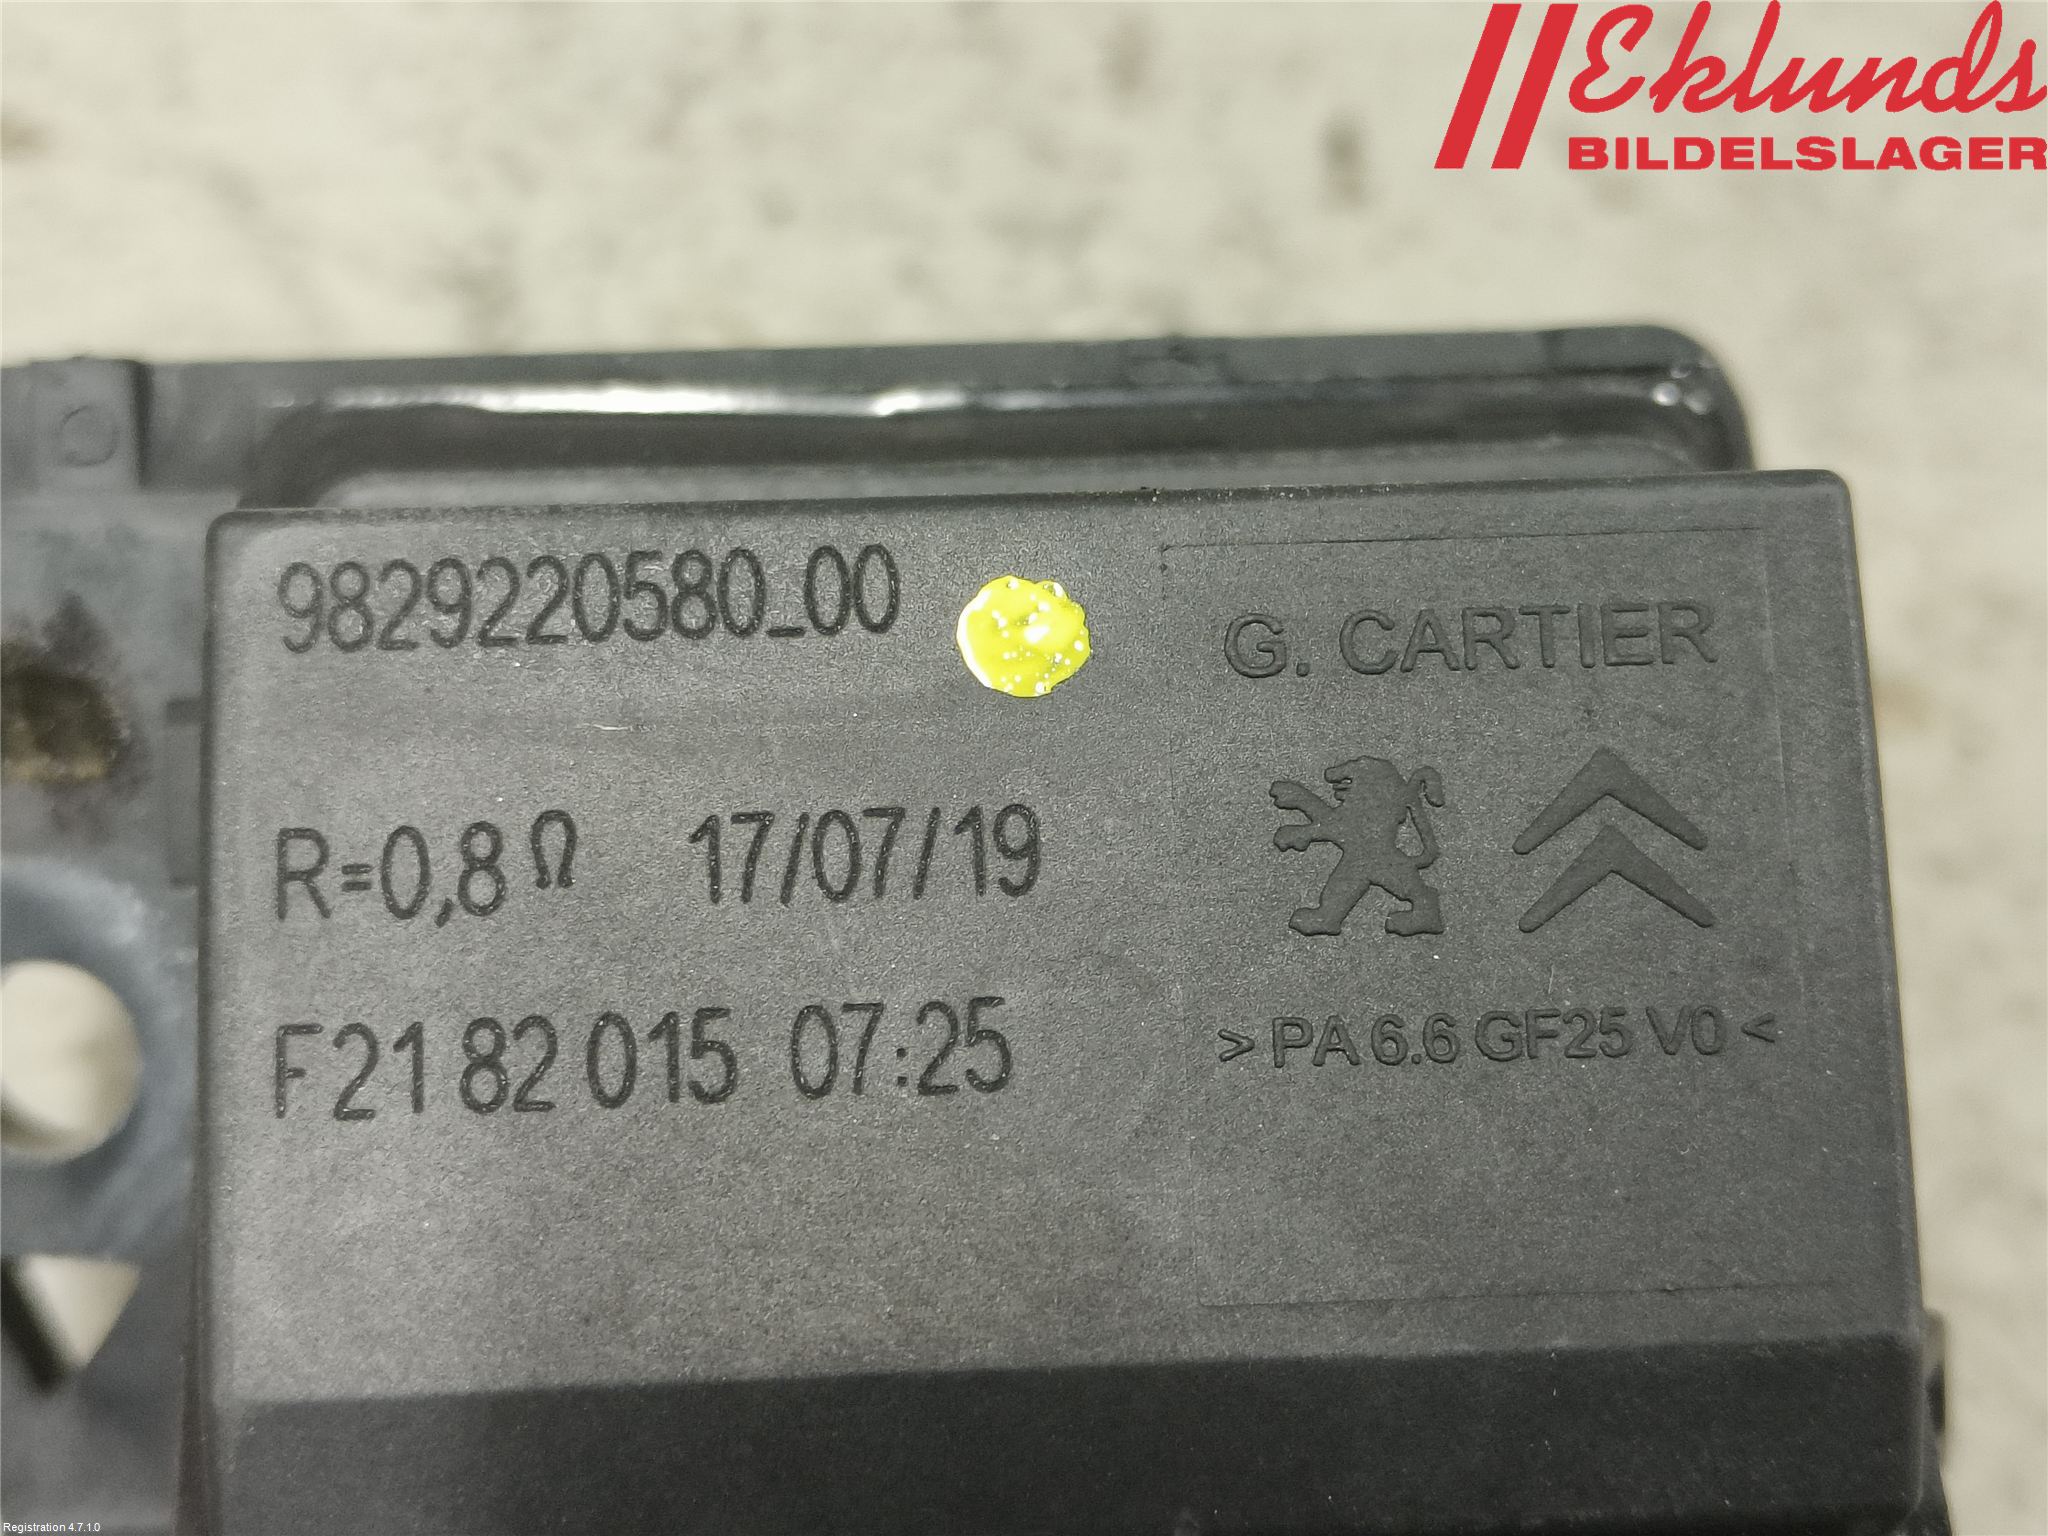 Eklunds
BILDELSLAGER
9829220580_00
G. CARTIER
R=0,8Ω 17/07/19
F21 82 015 07:25
>PA 6.6 GF25 V0<
Registration 4.7.1.0